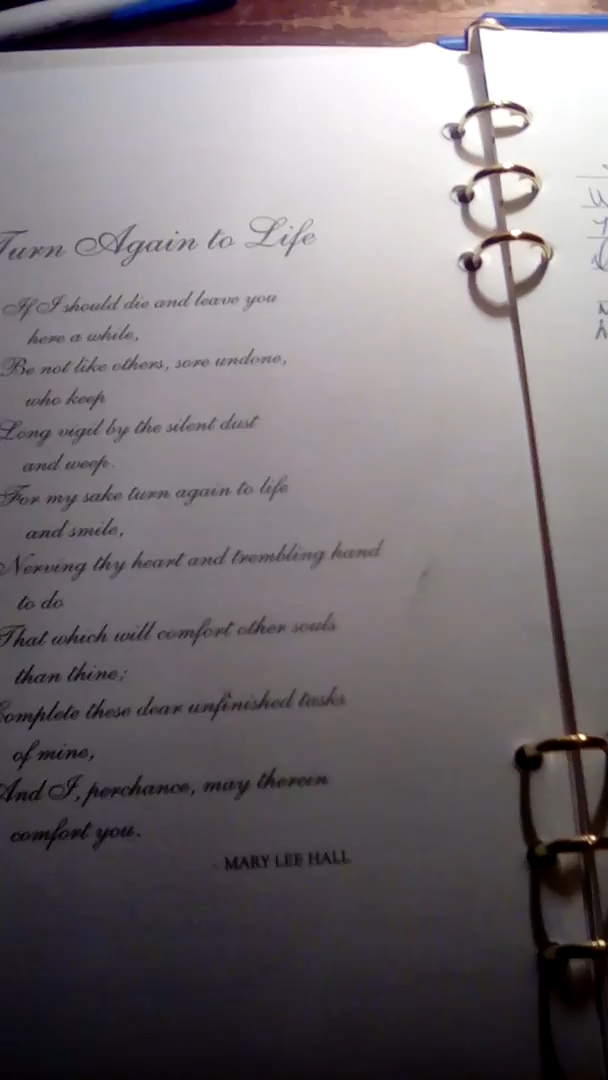 Turn Again to Life
If I should die and leave you
here a while,
Be not like others, sore undone,
who keep
Long vigil by the silent dust
and weep.
For my sake turn again to life
and smile,
Nerving thy heart and trembling hand
to do
That which will comfort other souls
than thine;
Complete these dear unfinished tasks
of mine,
And I, perchance, may therein
comfort you.
- MARY LEE HALL